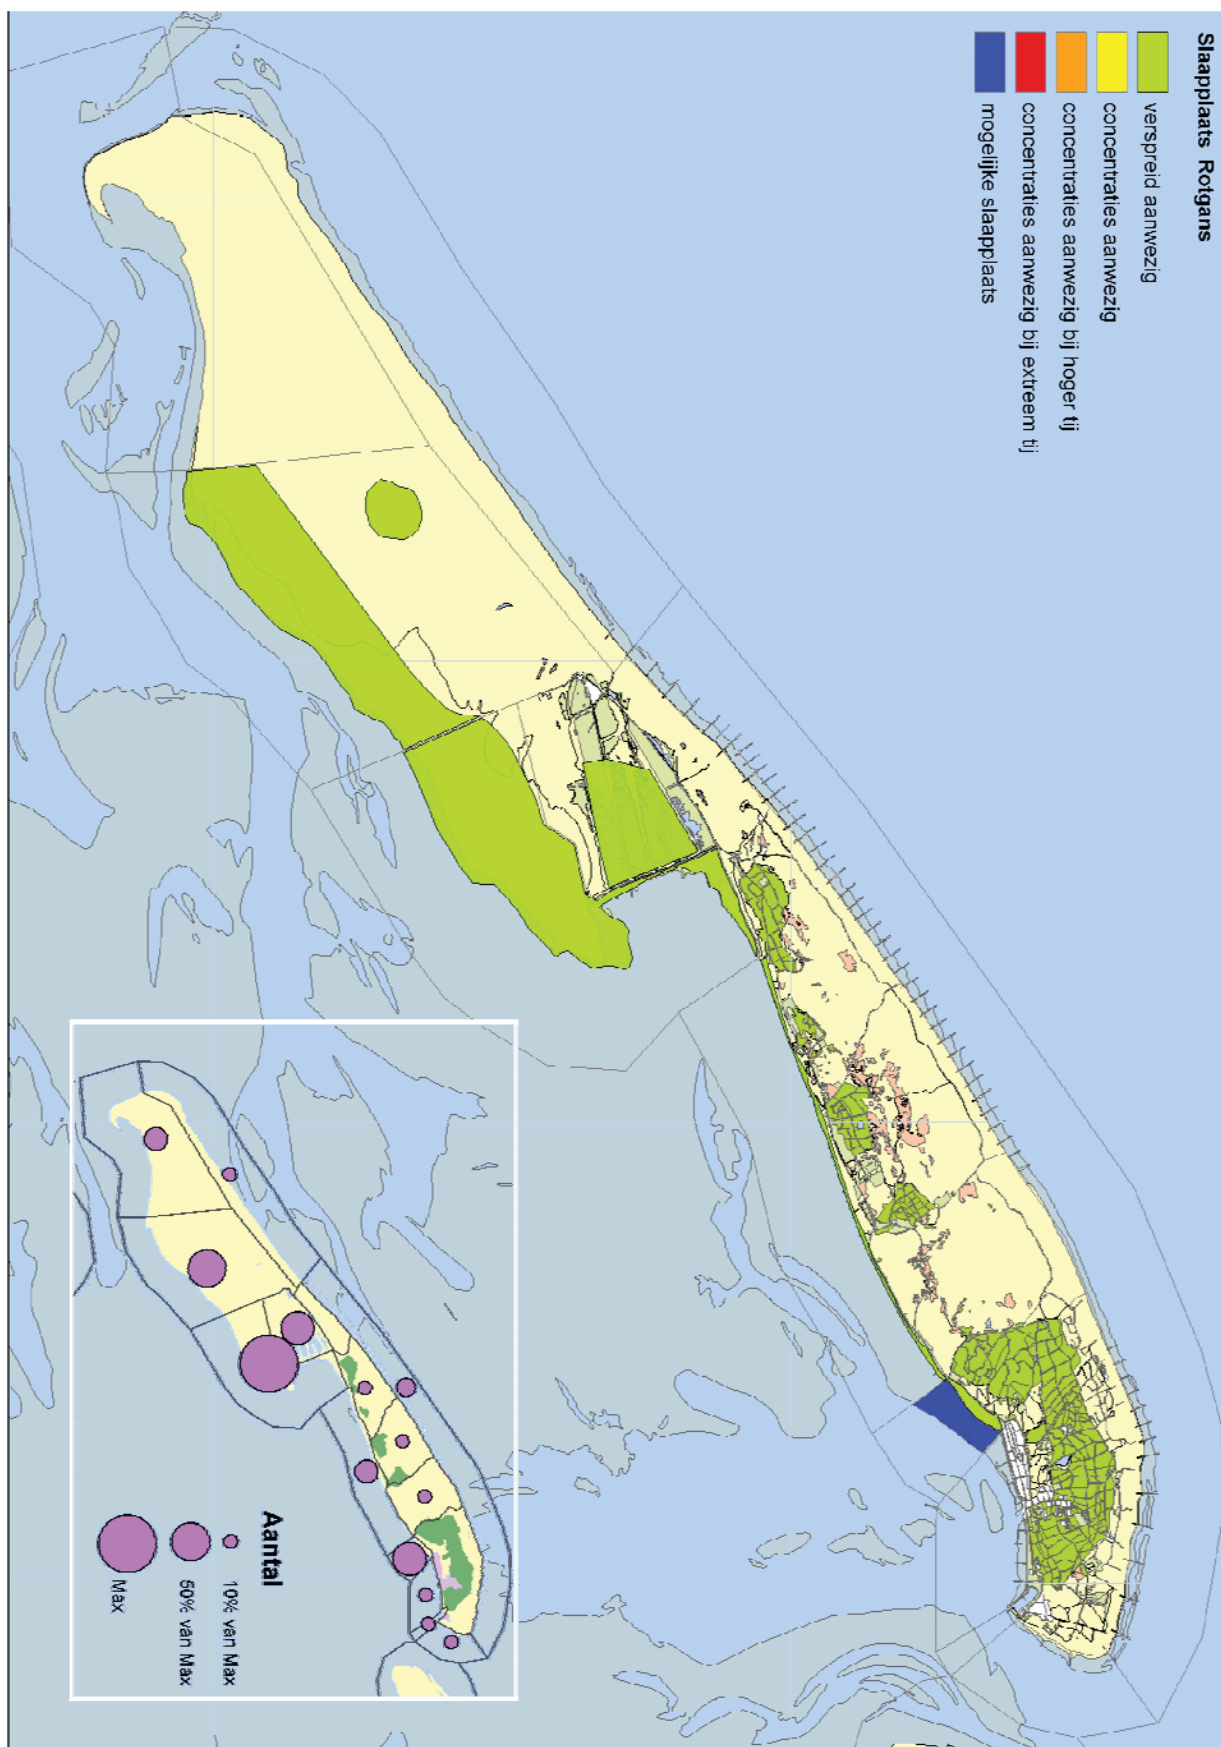 Slaapplaats Rotgans
verspreid aanwezig
concentraties aanwezig
concentraties aanwezig bij hoger tij
concentraties aanwezig bij extreem tij
mogelijke slaapplaats
Aantal
10% van Max
50% van Max
Max